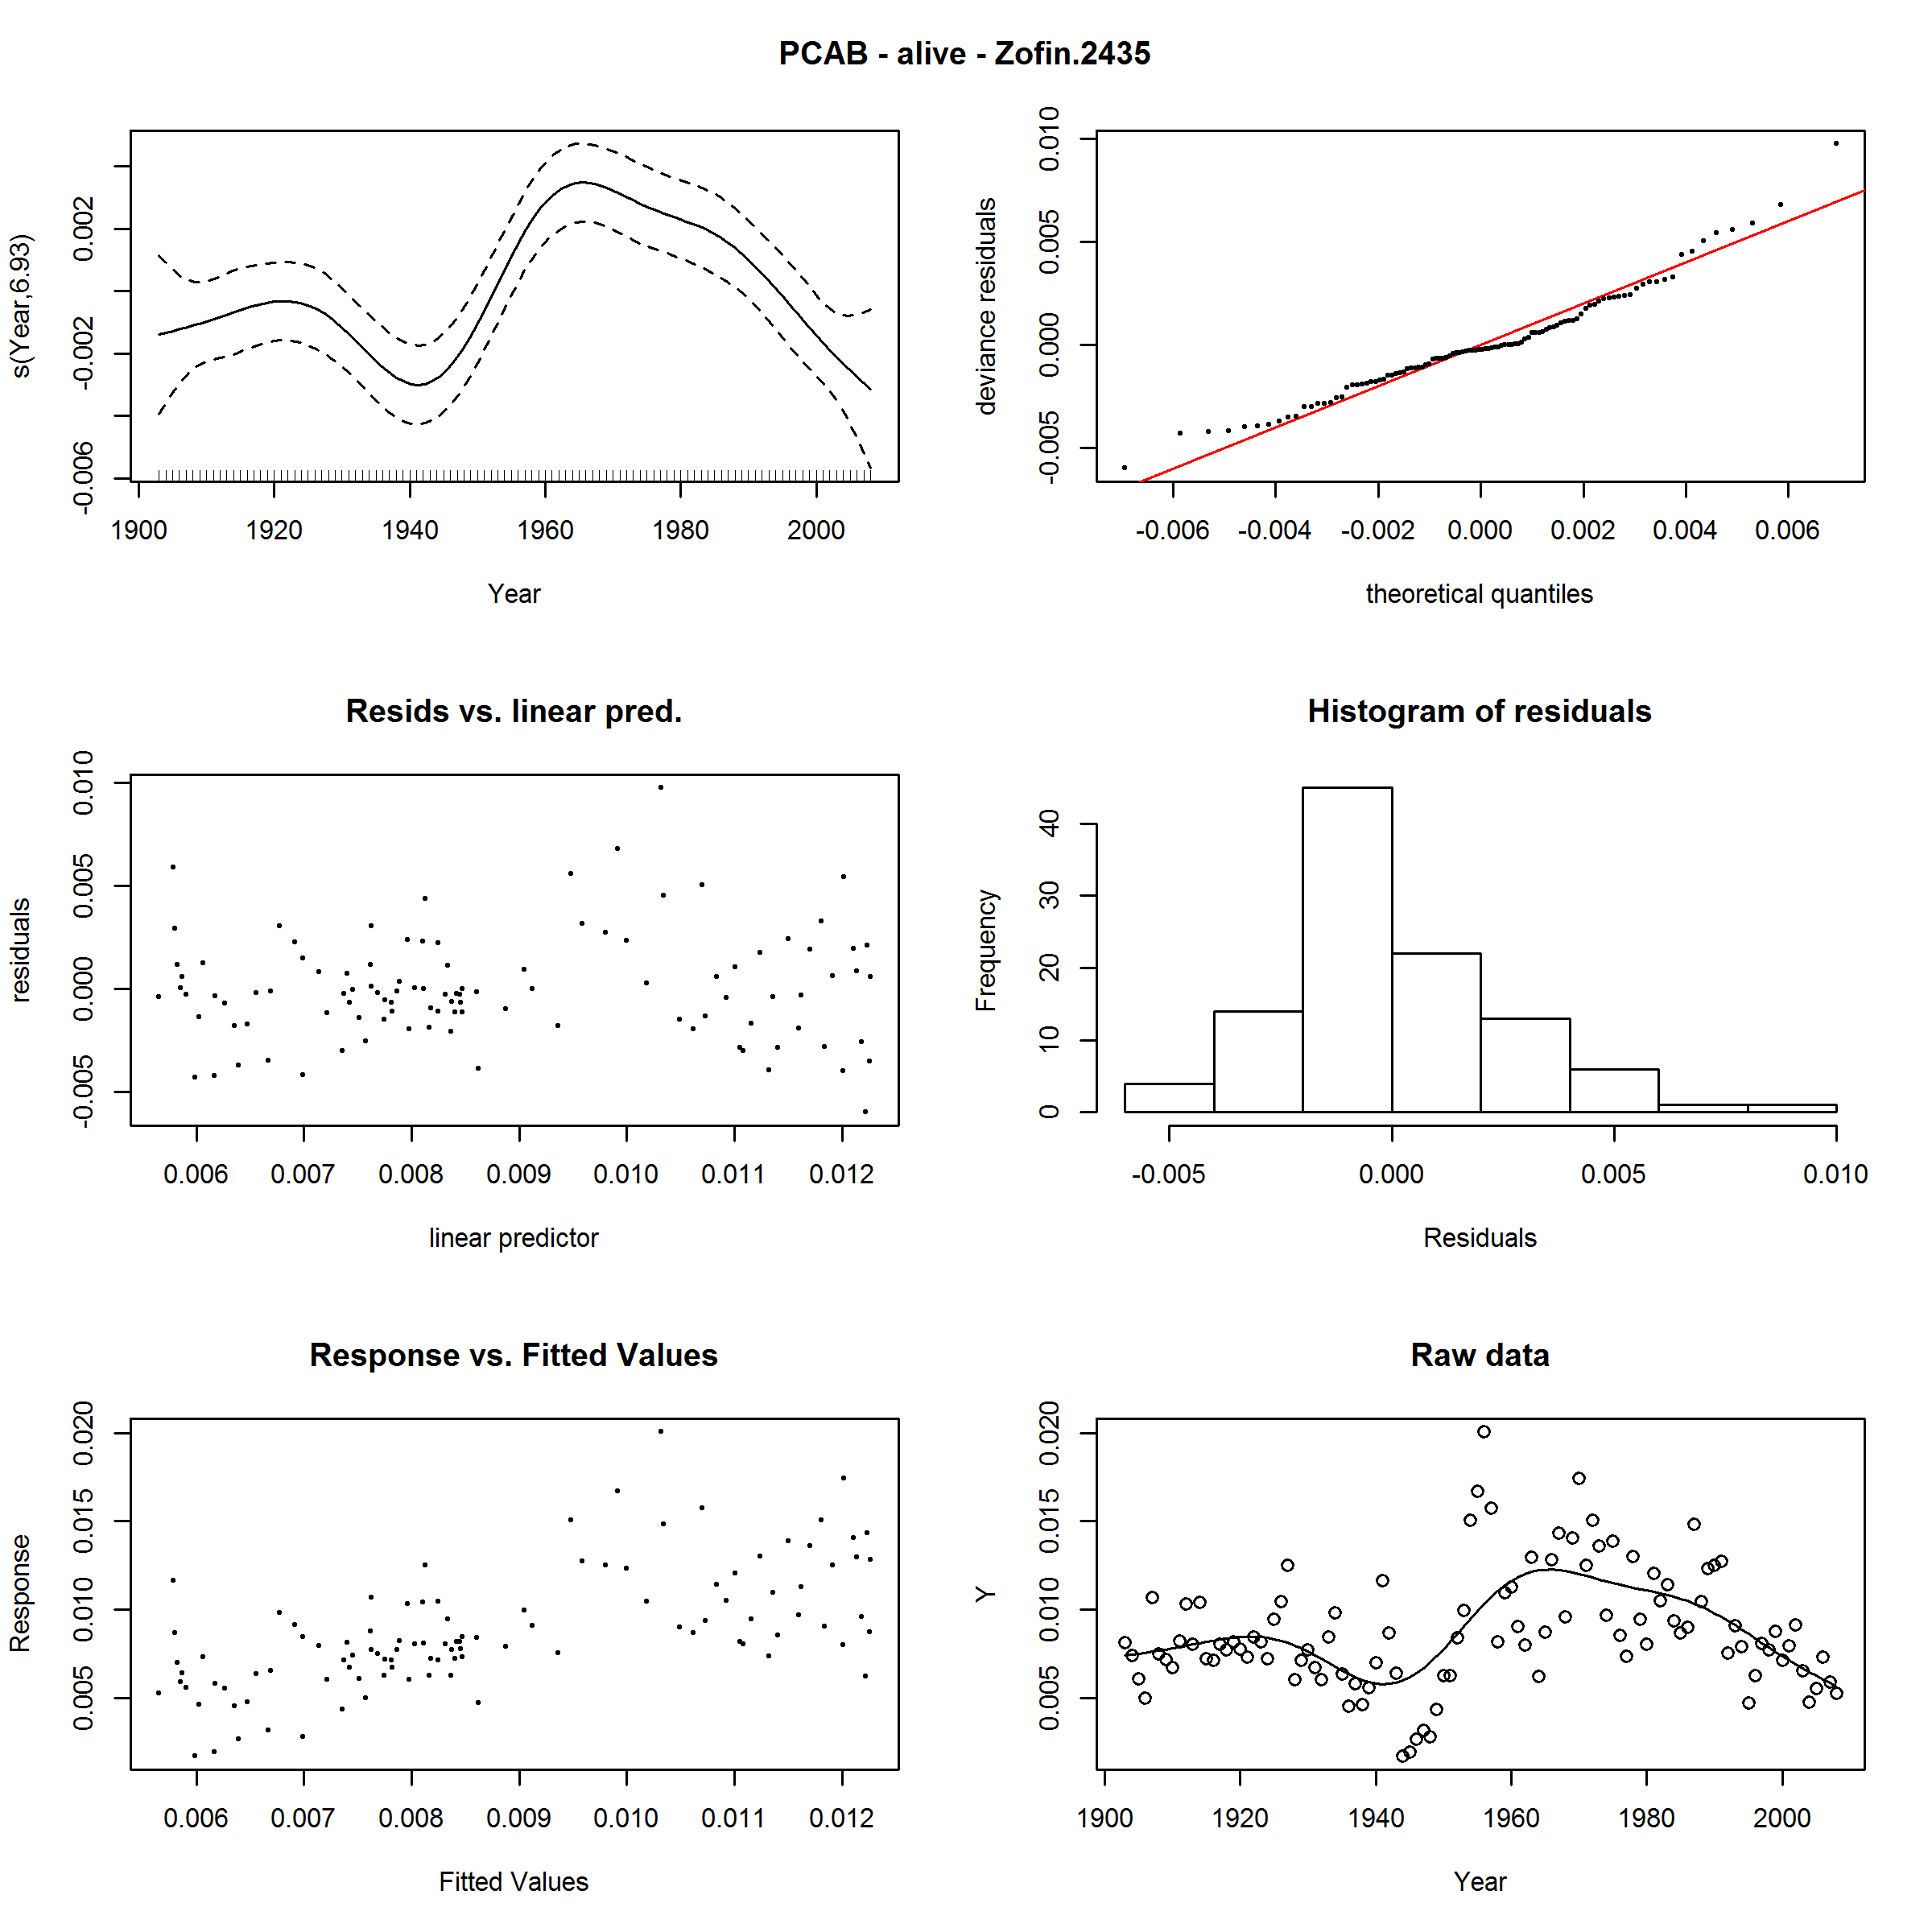 PCAB - alive - Zofin.2435
s(Year,6.93)
-0.006 -0.002 0.002
1900 1920 1940 1960 1980 2000
Year
deviance residuals
-0.005 0.000 0.005 0.010
-0.006 -0.004 -0.002 0.000 0.002 0.004 0.006
theoretical quantiles
Resids vs. linear pred.
residuals
-0.005 0.000 0.005 0.010
0.006 0.007 0.008 0.009 0.010 0.011 0.012
linear predictor
Histogram of residuals
Frequency
0 10 20 30 40
-0.005 0.000 0.005 0.010
Residuals
Response vs. Fitted Values
Response
0.005 0.010 0.015 0.020
0.006 0.007 0.008 0.009 0.010 0.011 0.012
Fitted Values
Raw data
Y
0.005 0.010 0.015 0.020
1900 1920 1940 1960 1980 2000
Year